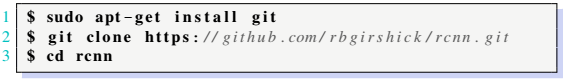 1 $ sudo apt-get install git
2 $ git clone https://github.com/rbgirshick/rcnn.git
3 $ cd rcnn